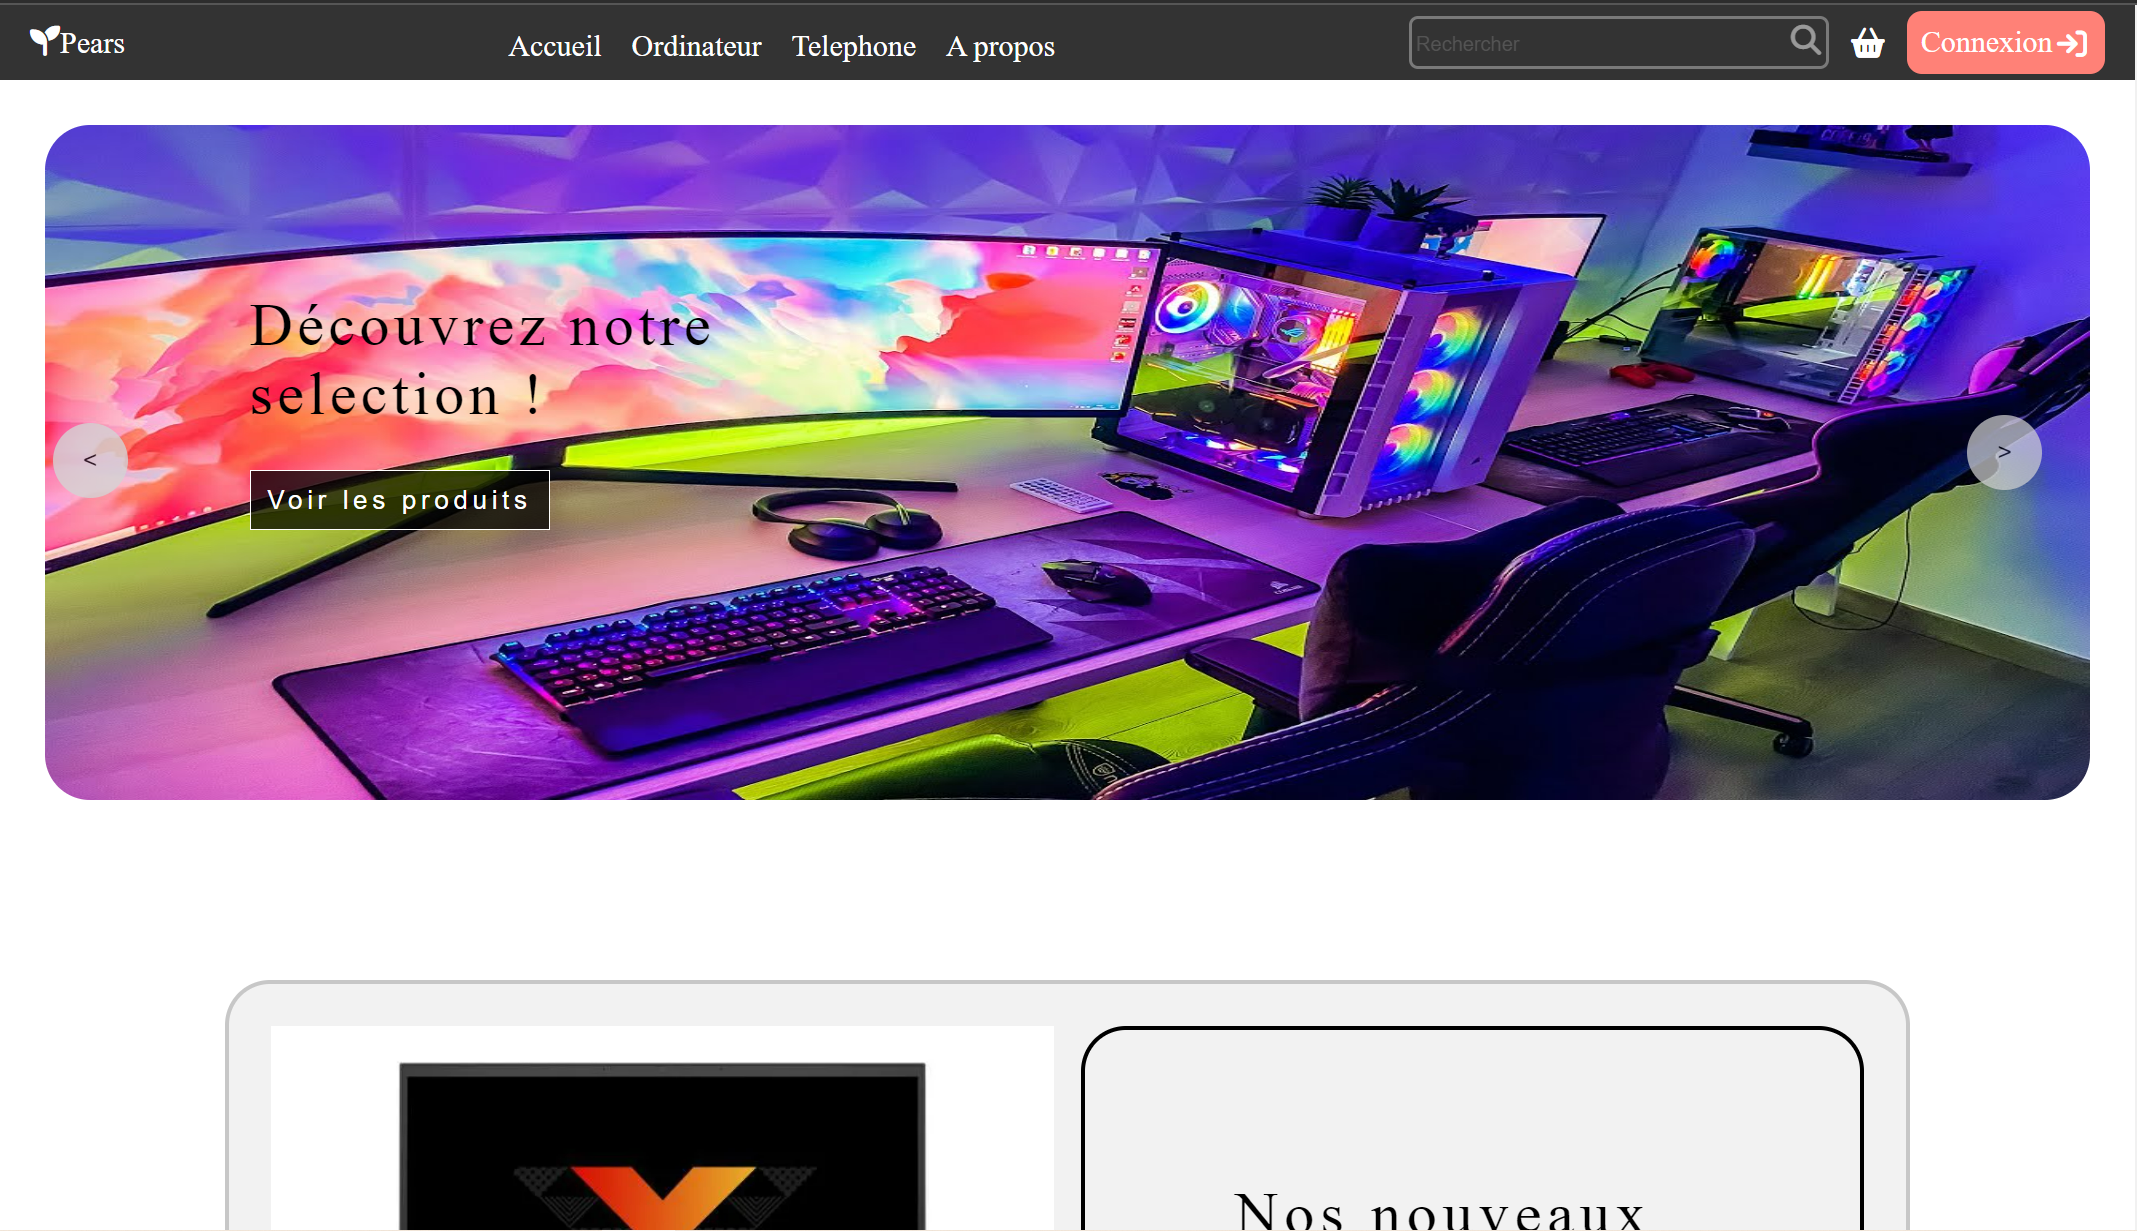 Pears
Accueil Ordinateur Telephone A propos
Rechercher
Connexion
Découvrez notre
selection !
<
>
Voir les produits
Nos nouveaux